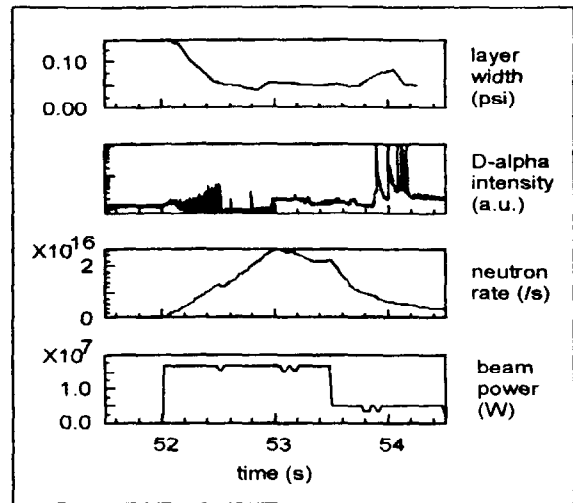 0.10
0.00
layer
width
(psi)
D-alpha
intensity
(a.u.)
X10^16
2
0
neutron
rate (/s)
X10^7
1.0
0.0
beam
power
(W)
52 53 54
time (s)